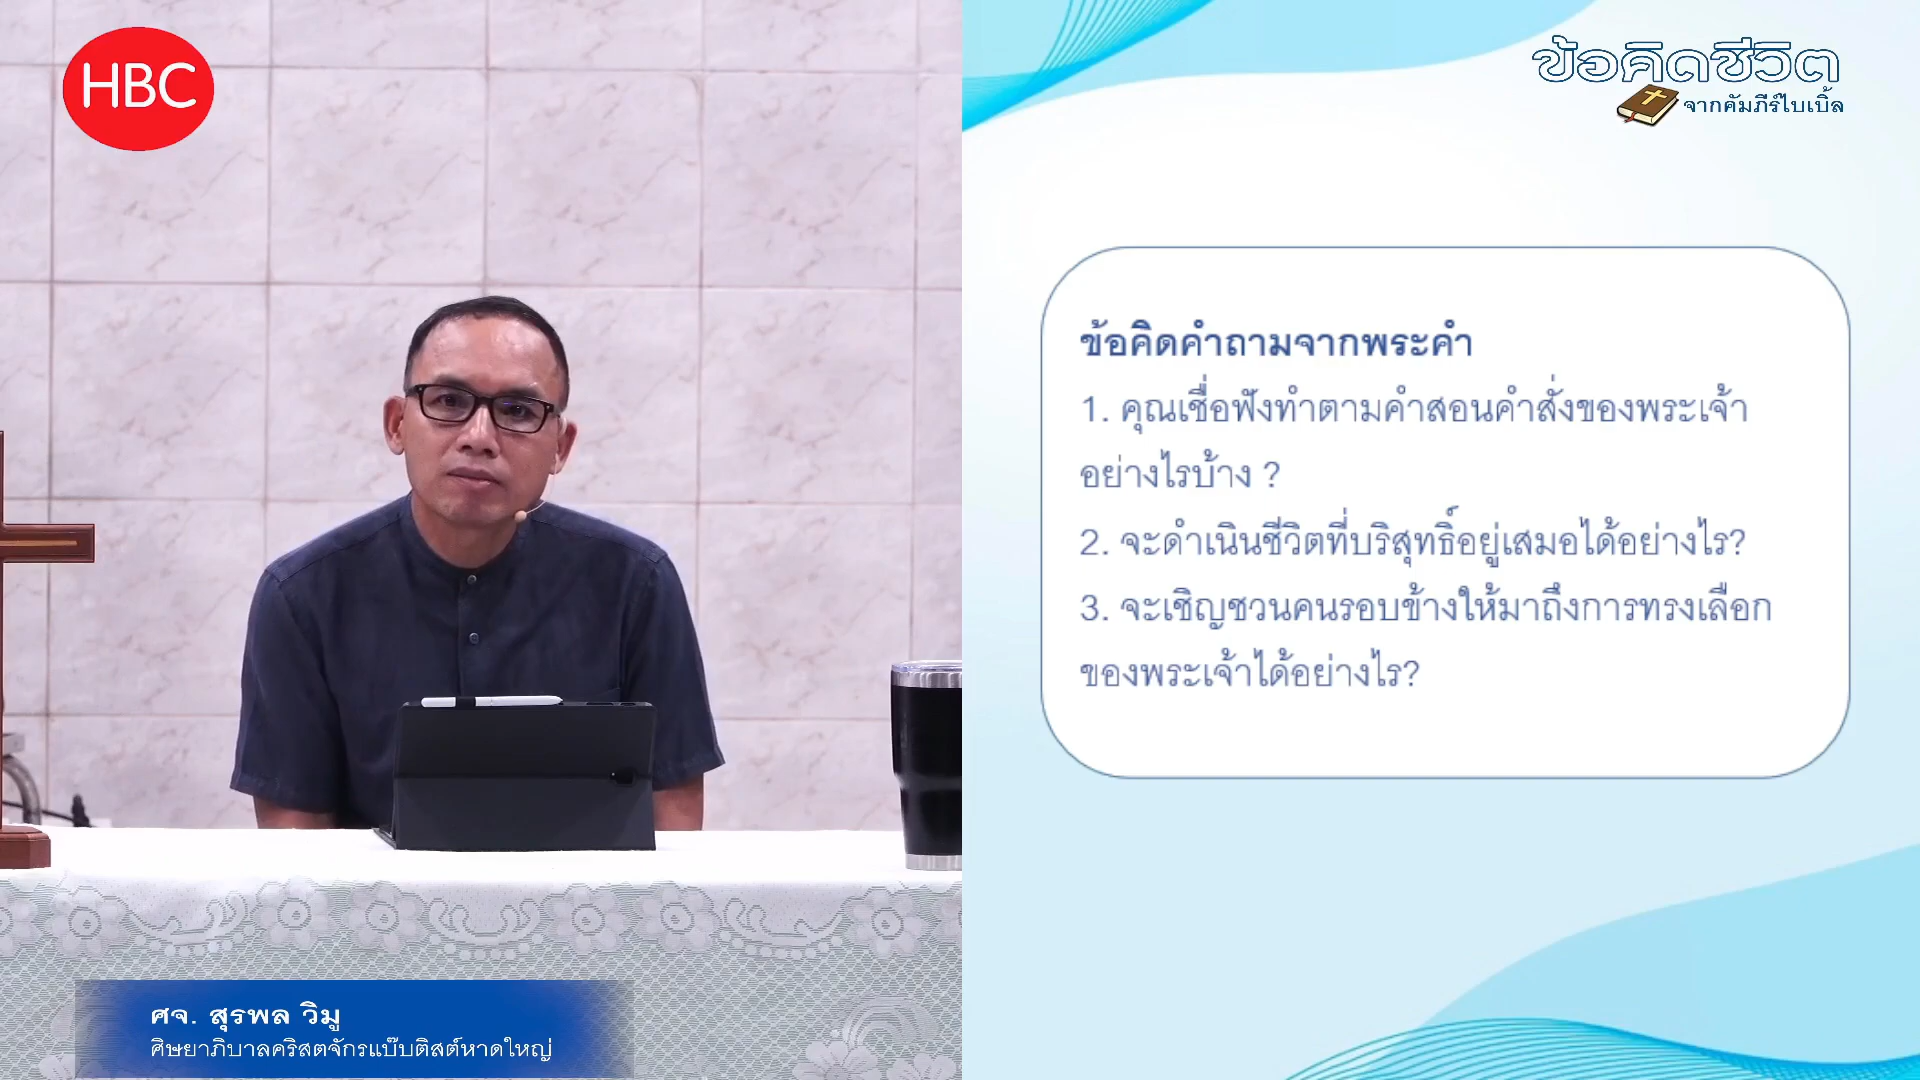 HBC
ข้อคิดชีวิต
จากคัมภีร์ไบเบิ้ล
ข้อคิดคำถามจากพระคำ
1. คุณเชื่อฟังทำตามคำสอนคำสั่งของพระเจ้า
อย่างไรบ้าง ?
2. จะดำเนินชีวิตที่บริสุทธิ์อยู่เสมอได้อย่างไร?
3. จะเชิญชวนคนรอบข้างให้มาถึงการทรงเลือก
ของพระเจ้าได้อย่างไร?
ศจ. สุรพล วิมู
ศิษยาภิบาลคริสตจักรแบ๊บติสต์หาดใหญ่